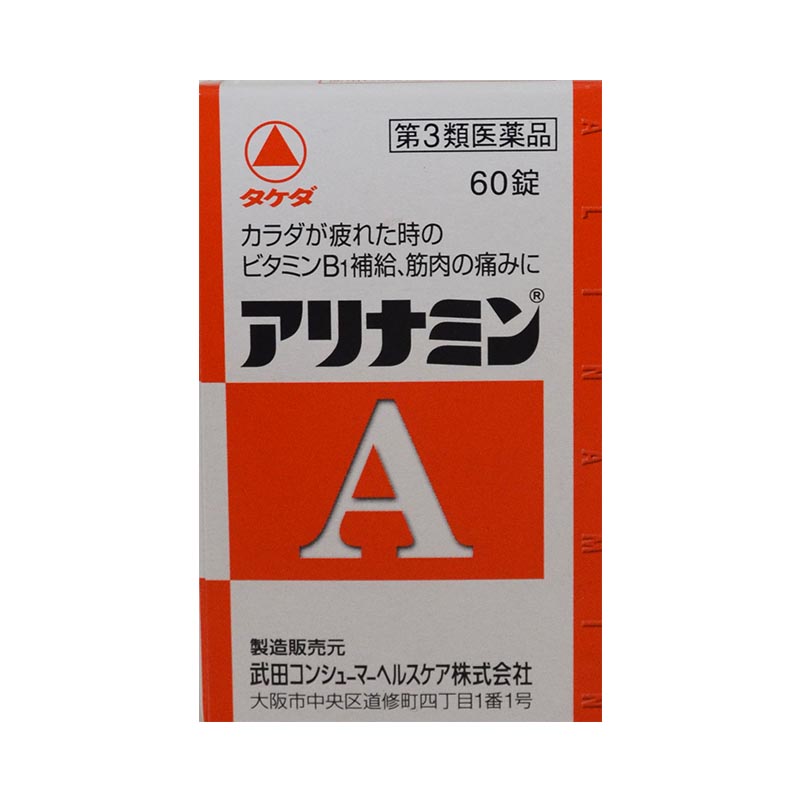 タケダ
第3類医薬品
60錠
カラダが疲れた時の
ビタミンB1補給、筋肉の痛みに
アリナミン®
A
製造販売元
武田コンシューマーヘルスケア株式会社
大阪市中央区道修町四丁目1番1号
ALINAMIN